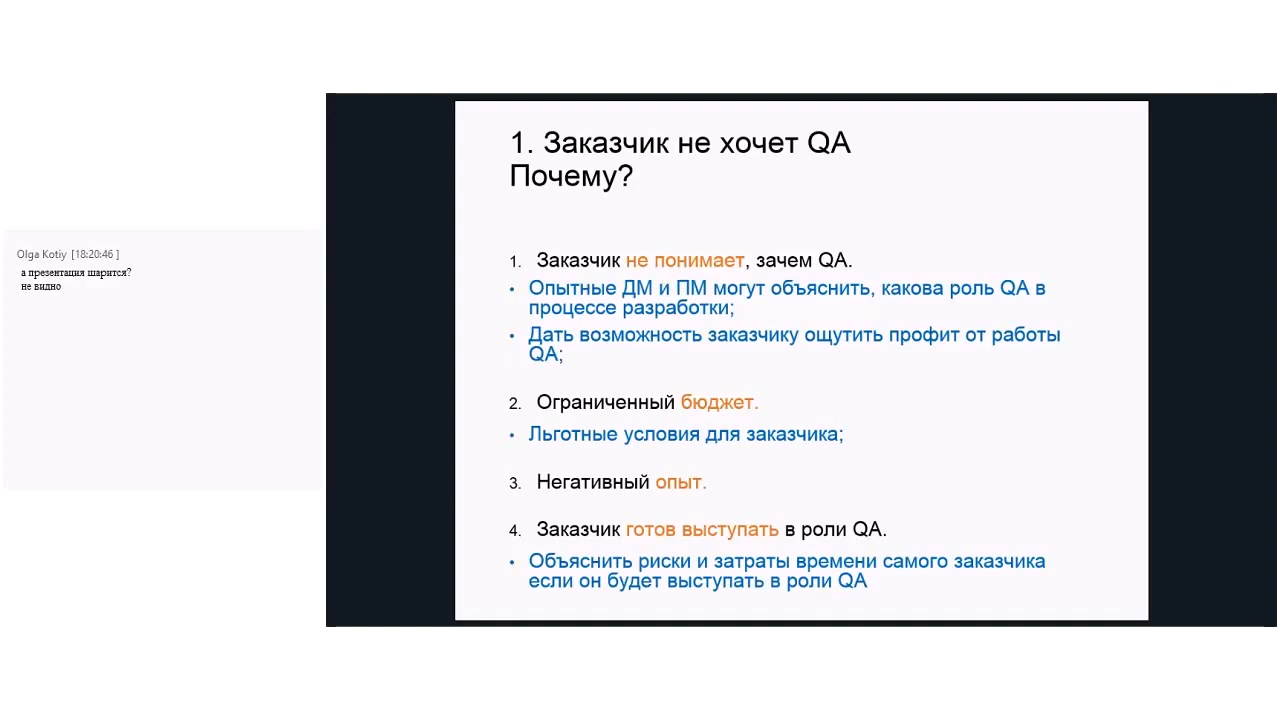 Olga Kotiy [18:20:46 ]
а презентация шарится?
не видно
1. Заказчик не хочет QA
Почему?
1. Заказчик не понимает, зачем QA.
• Опытные ДМ и ПМ могут объяснить, какова роль QA в
процессе разработки;
• Дать возможность заказчику ощутить профит от работы
QA;
2. Ограниченный бюджет.
• Льготные условия для заказчика;
3. Негативный опыт.
4. Заказчик готов выступать в роли QA.
• Объяснить риски и затраты времени самого заказчика
если он будет выступать в роли QA